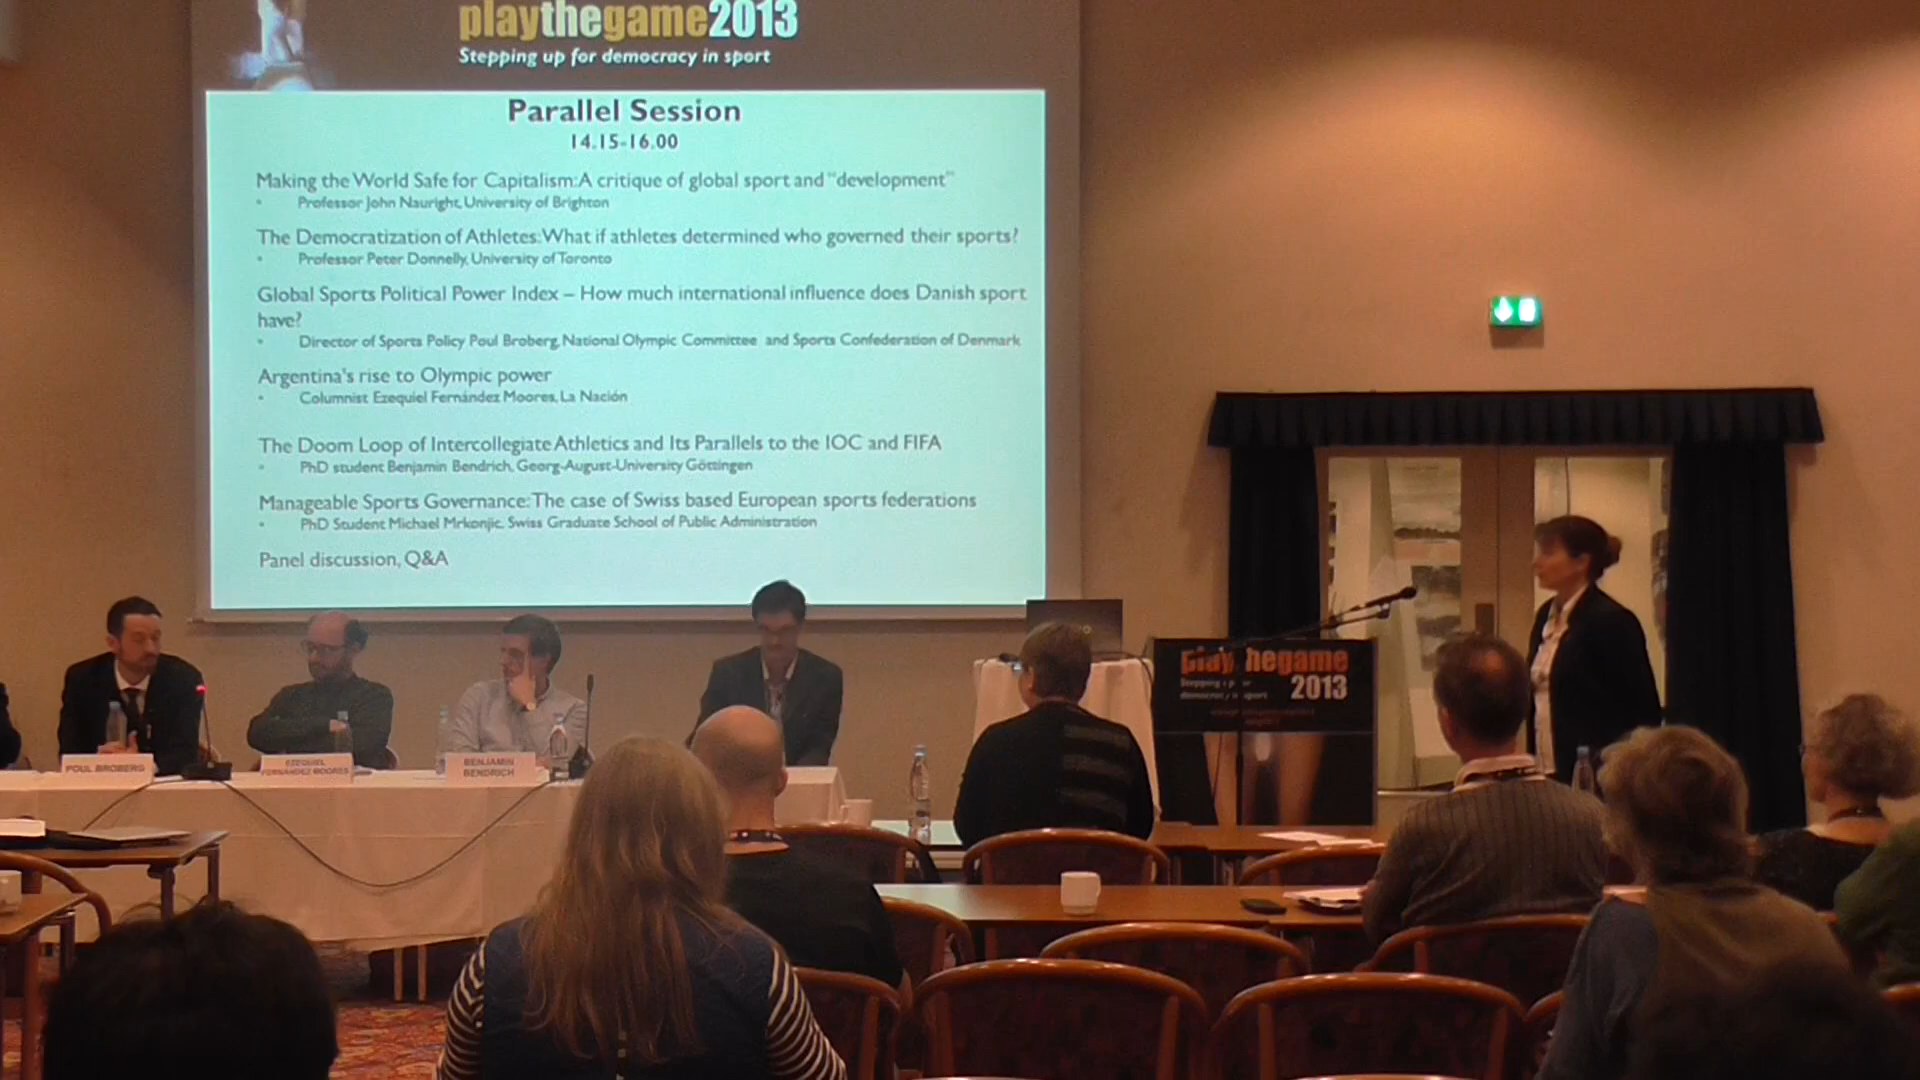 playthegame2013
Stepping up for democracy in sport
Parallel Session
14.15-16.00
Making the World Safe for Capitalism: A critique of global sport and “development”
• Professor John Nauright, University of Brighton
The Democratization of Athletes: What if athletes determined who governed their sports?
• Professor Peter Donnelly, University of Toronto
Global Sports Political Power Index – How much international influence does Danish sport
have?
• Director of Sports Policy Poul Broberg, National Olympic Committee and Sports Confederation of Denmark
Argentina's rise to Olympic power
• Columnist Ezequiel Fernández Moores, La Nación
The Doom Loop of Intercollegiate Athletics and Its Parallels to the IOC and FIFA
• PhD student Benjamin Bendrich, Georg-August-University Göttingen
Manageable Sports Governance: The case of Swiss based European sports federations
• PhD Student Michael Mrkonjic, Swiss Graduate School of Public Administration
Panel discussion, Q&A
POUL BROBERG
EZEQUIEL
FERNÁNDEZ MOORES
BENJAMIN
BENDRICH
play hegame
2013
Stepping
democracy sport